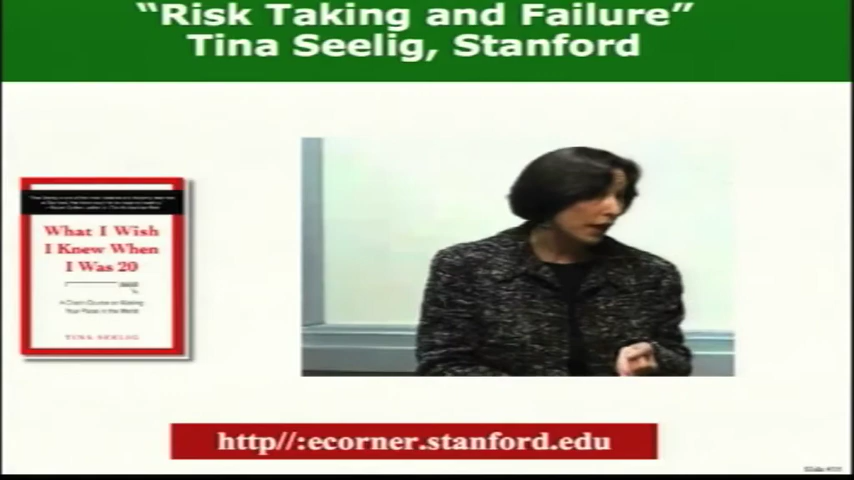 “Risk Taking and Failure”
Tina Seelig, Stanford
What I Wish
I Knew When
I Was 20
A Crash Course on Making
Your Place in the World
TINA SEELIG
http//:ecorner.stanford.edu